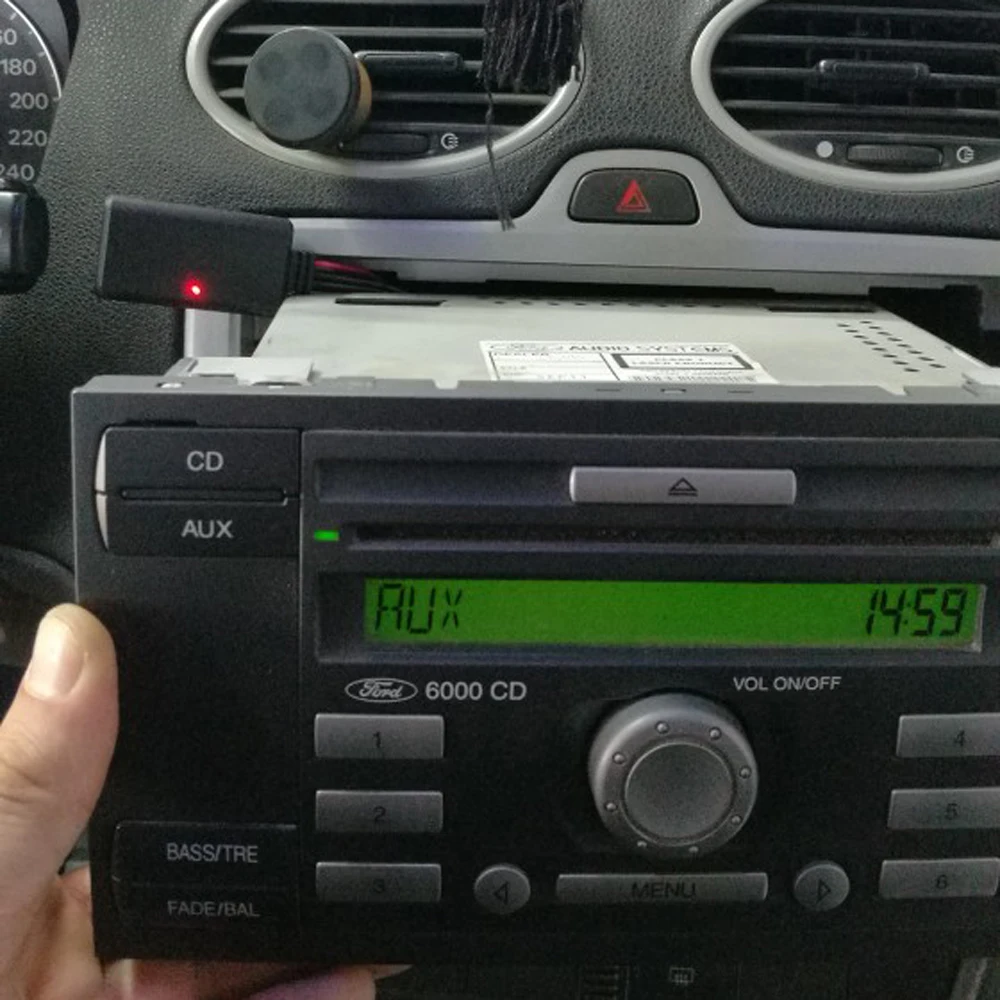 180
200
220
240
AUDIO SYSTEMS
CD
AUX
AUX 14:59
Ford 6000 CD
VOL ON/OFF
1
4
2
5
3
6
MENU
BASS/TRE
FADE/BAL